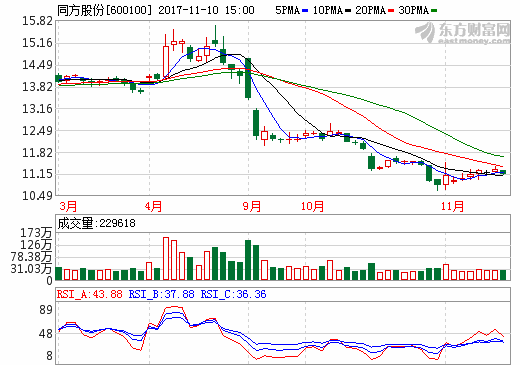 同方股份[600100] 2017-11-10 15:00 5PMA 10PMA 20PMA 30PMA
东方财富网
eastmoney.com
15.82
15.16
14.49
13.82
13.16
12.49
11.82
11.15
10.49
3月 4月 9月 10月 11月
成交量:229618
173万
126万
78.38万
31.03万
0
RSI_A:43.88 RSI_B:37.88 RSI_C:36.36
89
48
8